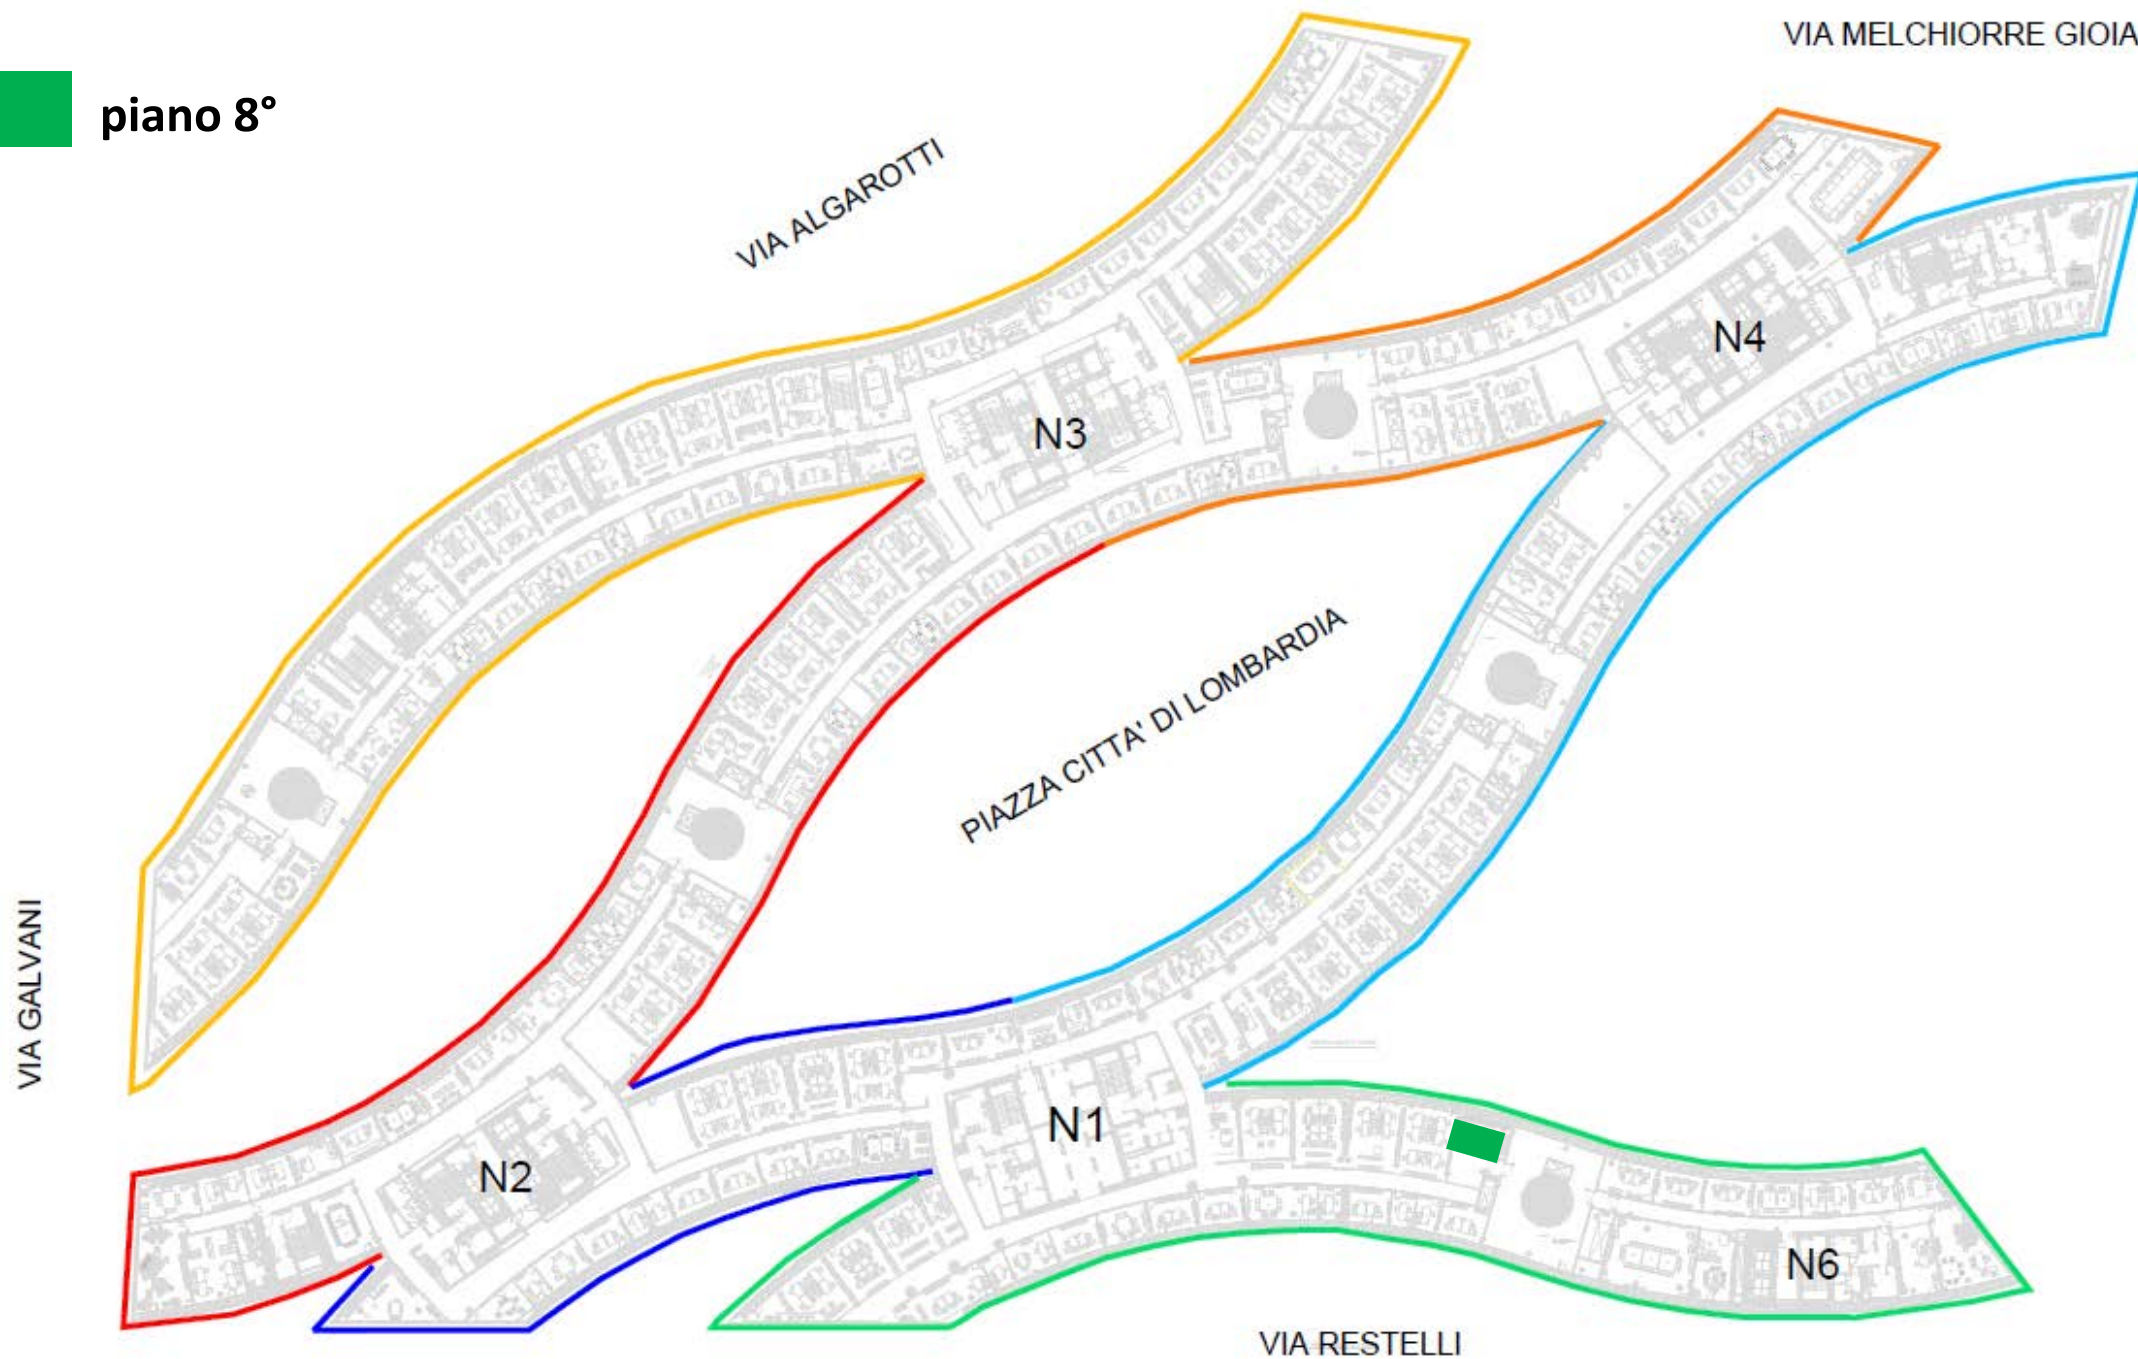 VIA MELCHIORRE GIOIA
piano 8°
VIA ALGAROTTI
N4
N3
PIAZZA CITTA' DI LOMBARDIA
VIA GALVANI
N1
N2
N6
VIA RESTELLI